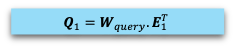 Q₁ = W_query . E₁ᵀ